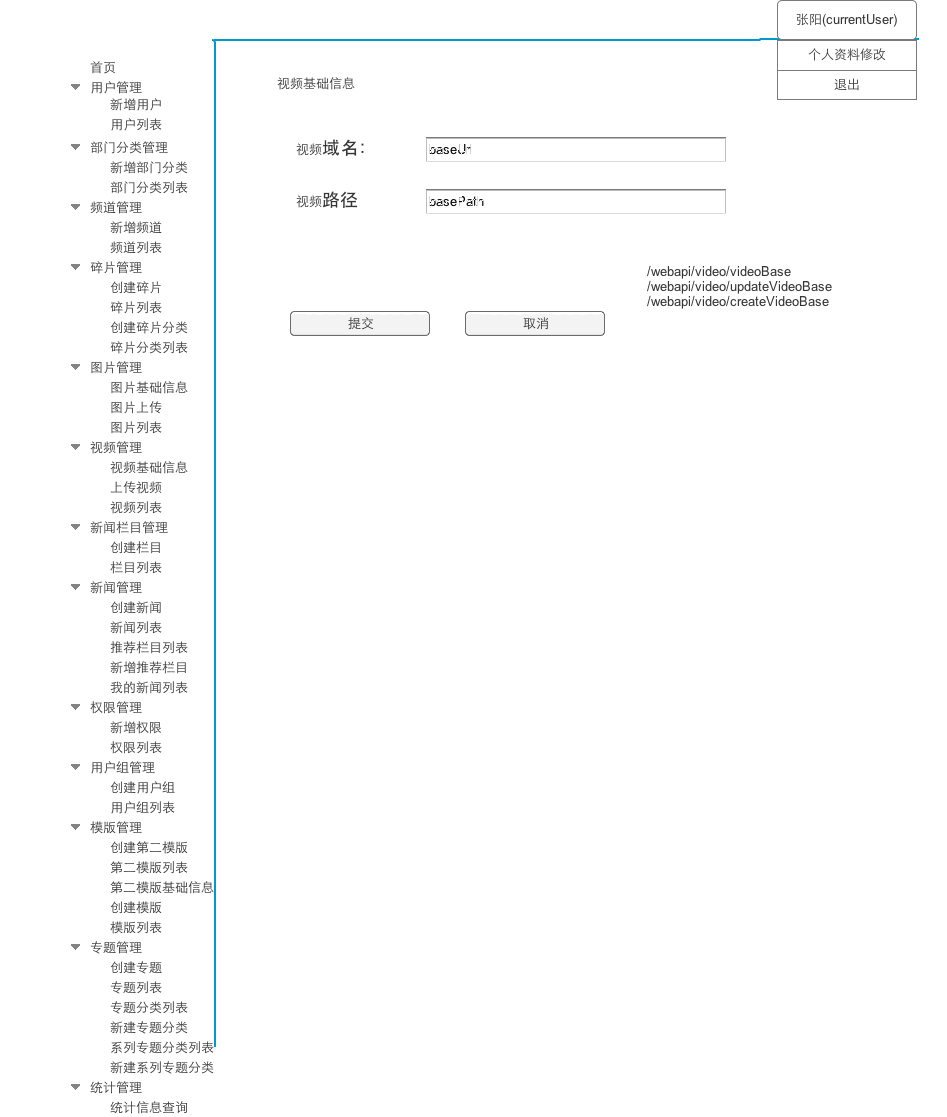 张阳(currentUser)
个人资料修改
退出
首页
用户管理
新增用户
用户列表
部门分类管理
新增部门分类
部门分类列表
频道管理
新增频道
频道列表
碎片管理
创建碎片
碎片列表
创建碎片分类
碎片分类列表
图片管理
图片基础信息
图片上传
图片列表
视频管理
视频基础信息
上传视频
视频列表
新闻栏目管理
创建栏目
栏目列表
新闻管理
创建新闻
新闻列表
推荐栏目列表
新增推荐栏目
我的新闻列表
权限管理
新增权限
权限列表
用户组管理
创建用户组
用户组列表
模版管理
创建第二模版
第二模版列表
第二模版基础信息
创建模版
模版列表
专题管理
创建专题
专题列表
专题分类列表
新建专题分类
系列专题分类列表
新建系列专题分类
统计管理
统计信息查询
视频基础信息
视频域名: baseUrl
视频路径 basePath
/webapi/video/videoBase
/webapi/video/updateVideoBase
/webapi/video/createVideoBase
提交 取消